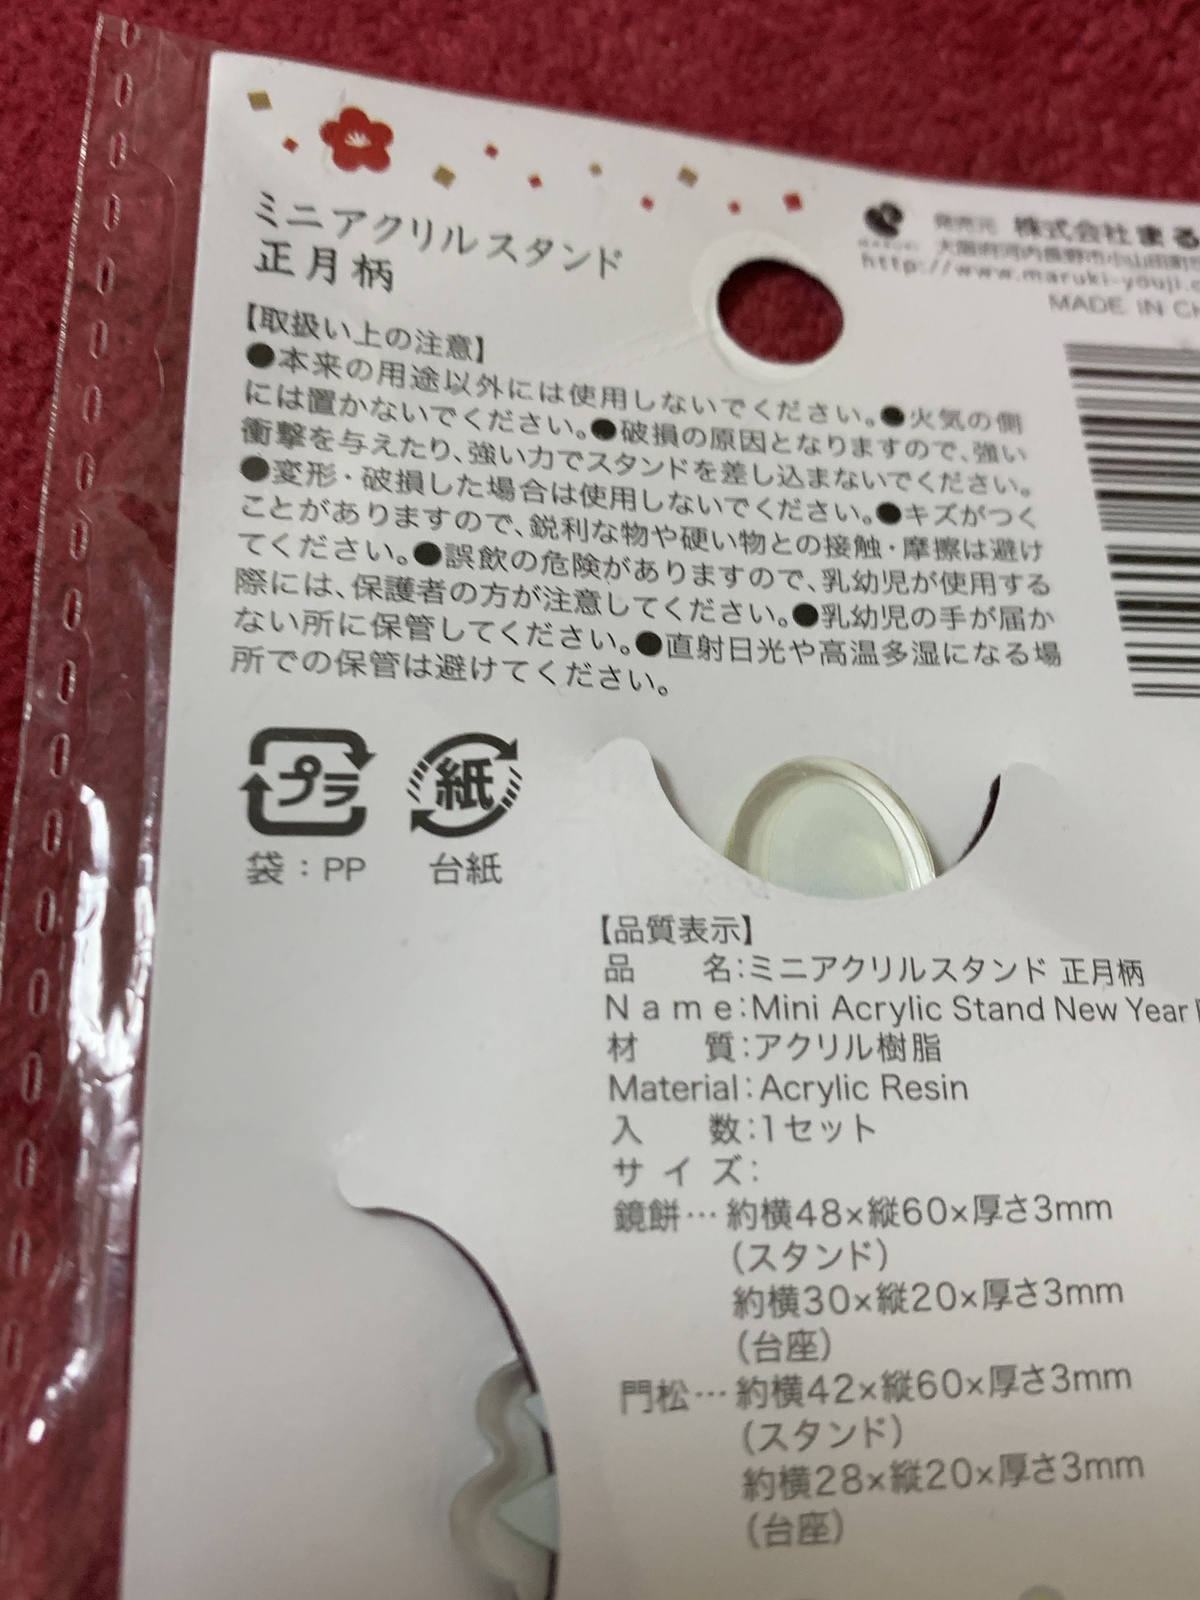 ミニアクリルスタンド
正月柄
発売元 株式会社まる
MARUKI 大阪府河内長野市小山田町
http://www.maruki-youji.c
MADE IN CH
【取扱い上の注意】
●本来の用途以外には使用しないでください。●火気の側
には置かないでください。●破損の原因となりますので、強い
衝撃を与えたり、強い力でスタンドを差し込まないでください。
●変形・破損した場合は使用しないでください。●キズがつく
ことがありますので、鋭利な物や硬い物との接触・摩擦は避け
てください。●誤飲の危険がありますので、乳幼児が使用する
際には、保護者の方が注意してください。●乳幼児の手が届か
ない所に保管してください。●直射日光や高温多湿になる場
所での保管は避けてください。
プラ 紙
袋：PP 台紙
【品質表示】
品 名：ミニアクリルスタンド 正月柄
Name：Mini Acrylic Stand New Year
材 質：アクリル樹脂
Material：Acrylic Resin
入 数：1セット
サイズ：
鏡餅…約横48×縦60×厚さ3mm
（スタンド）
約横30×縦20×厚さ3mm
（台座）
門松…約横42×縦60×厚さ3mm
（スタンド）
約横28×縦20×厚さ3mm
（台座）